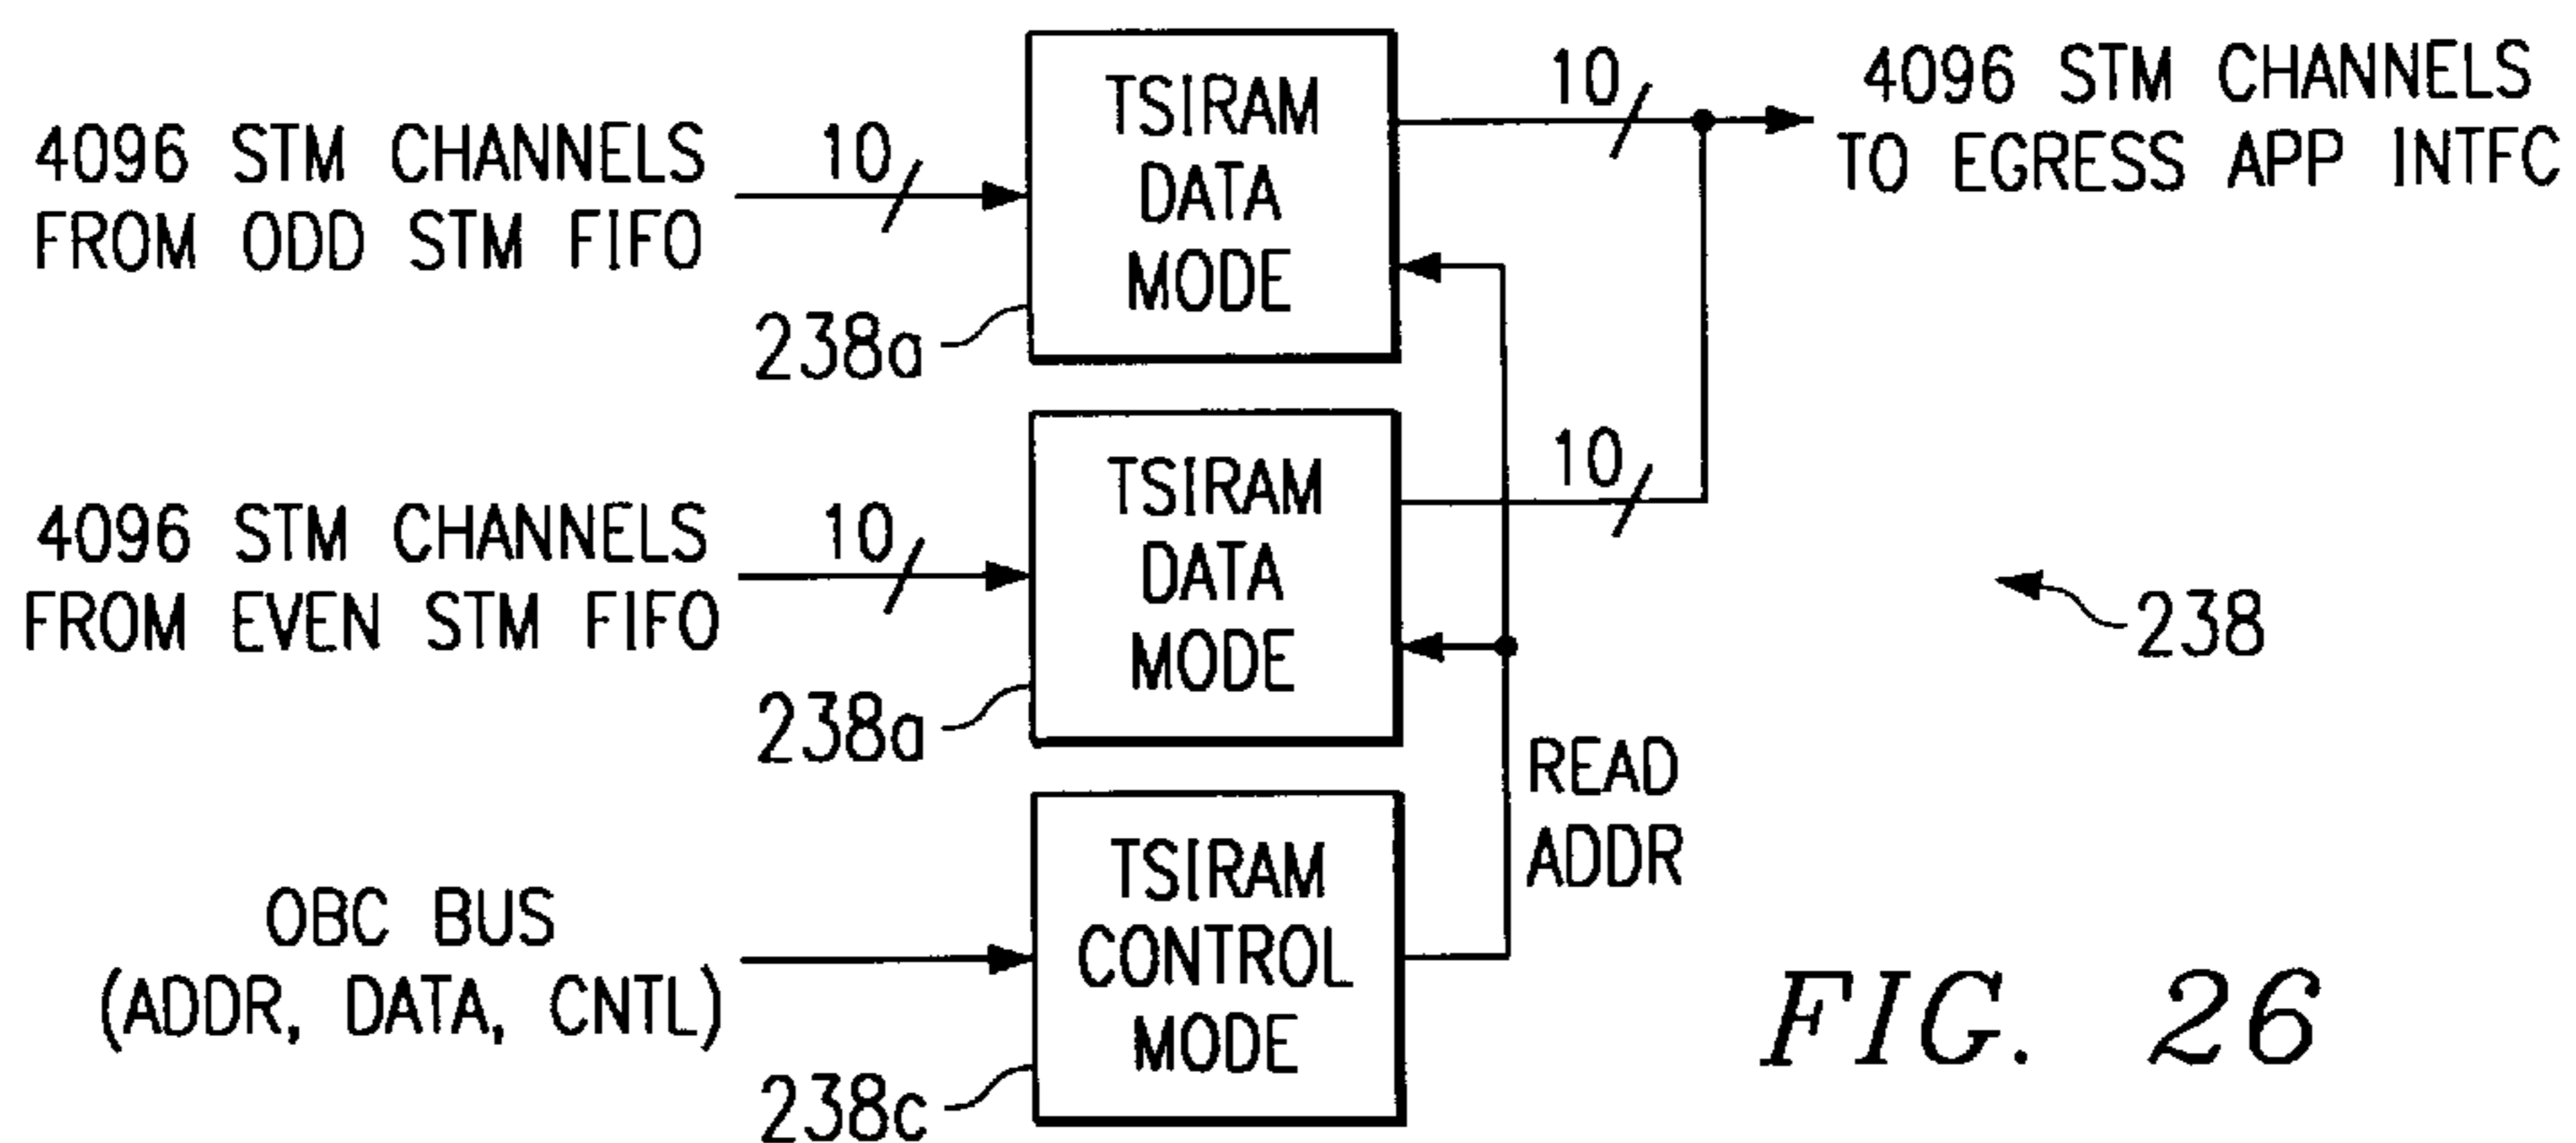 4096 STM CHANNELS
FROM ODD STM FIFO
10
TSIRAM
DATA
MODE
238a
10
4096 STM CHANNELS
TO EGRESS APP INTFC
4096 STM CHANNELS
FROM EVEN STM FIFO
10
TSIRAM
DATA
MODE
238a
10
238
OBC BUS
(ADDR, DATA, CNTL)
TSIRAM
CONTROL
MODE
238c
READ
ADDR
FIG. 26